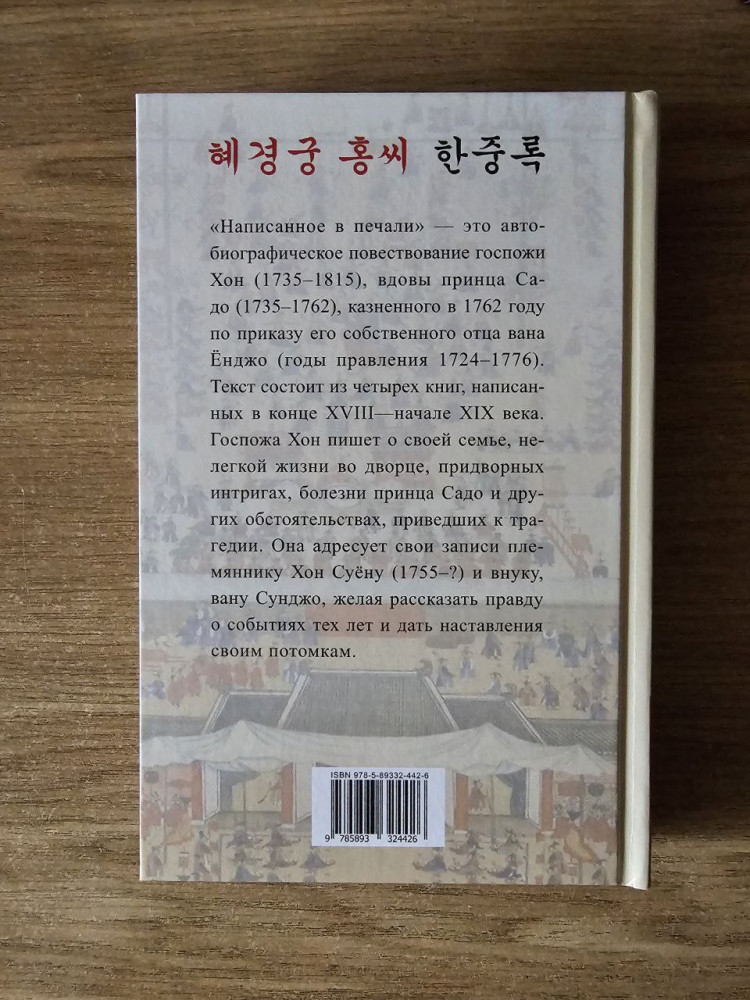 혜경궁 홍씨 한중록
«Написанное в печали» — это авто-
биографическое повествование госпожи
Хон (1735–1815), вдовы принца Са-
до (1735–1762), казненного в 1762 году
по приказу его собственного отца вана
Ёнджо (годы правления 1724–1776).
Текст состоит из четырех книг, написан-
ных в конце XVIII—начале XIX века.
Госпожа Хон пишет о своей семье, не-
легкой жизни во дворце, придворных
интригах, болезни принца Садо и дру-
гих обстоятельствах, приведших к тра-
гедии. Она адресует свои записи пле-
мяннику Хон Суёну (1755–?) и внуку,
вану Сунджо, желая рассказать правду
о событиях тех лет и дать наставления
своим потомкам.
ISBN 978-5-89332-442-6
9 785893 324426